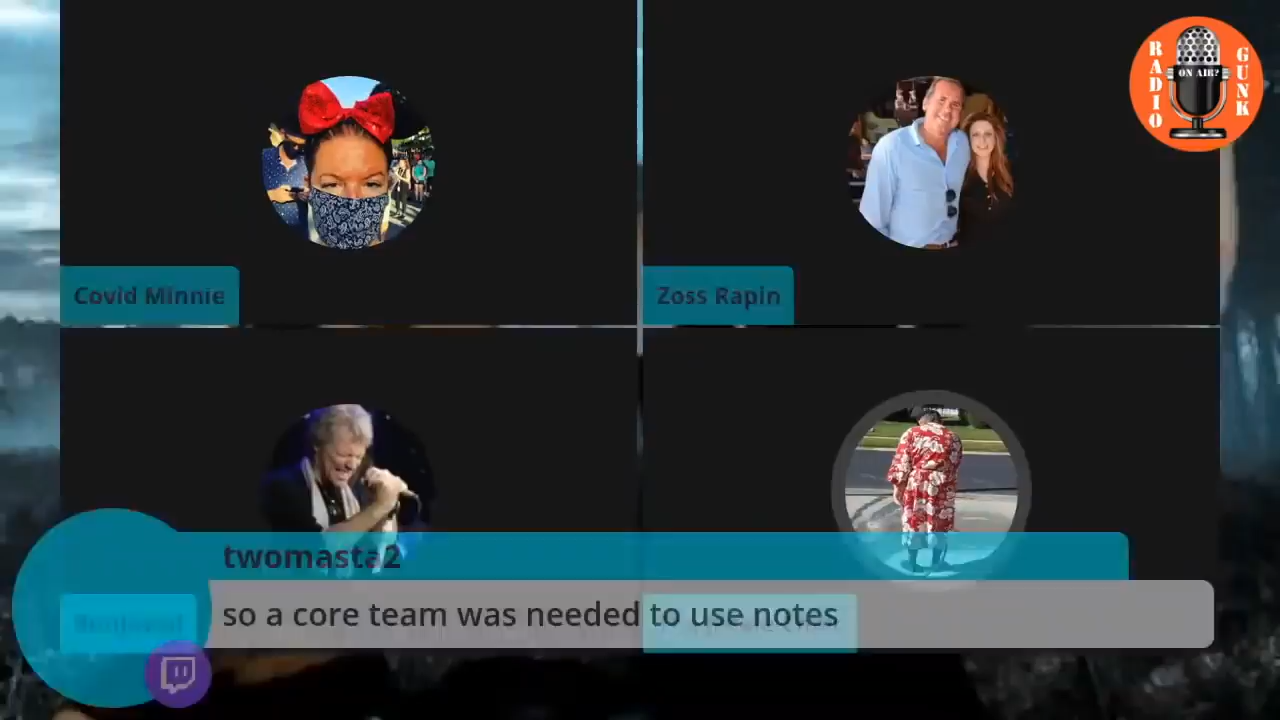 RADIO
ON AIR?
GUNK
Covid Minnie
Zoss Rapin
twomasta2
so a core team was needed to use notes